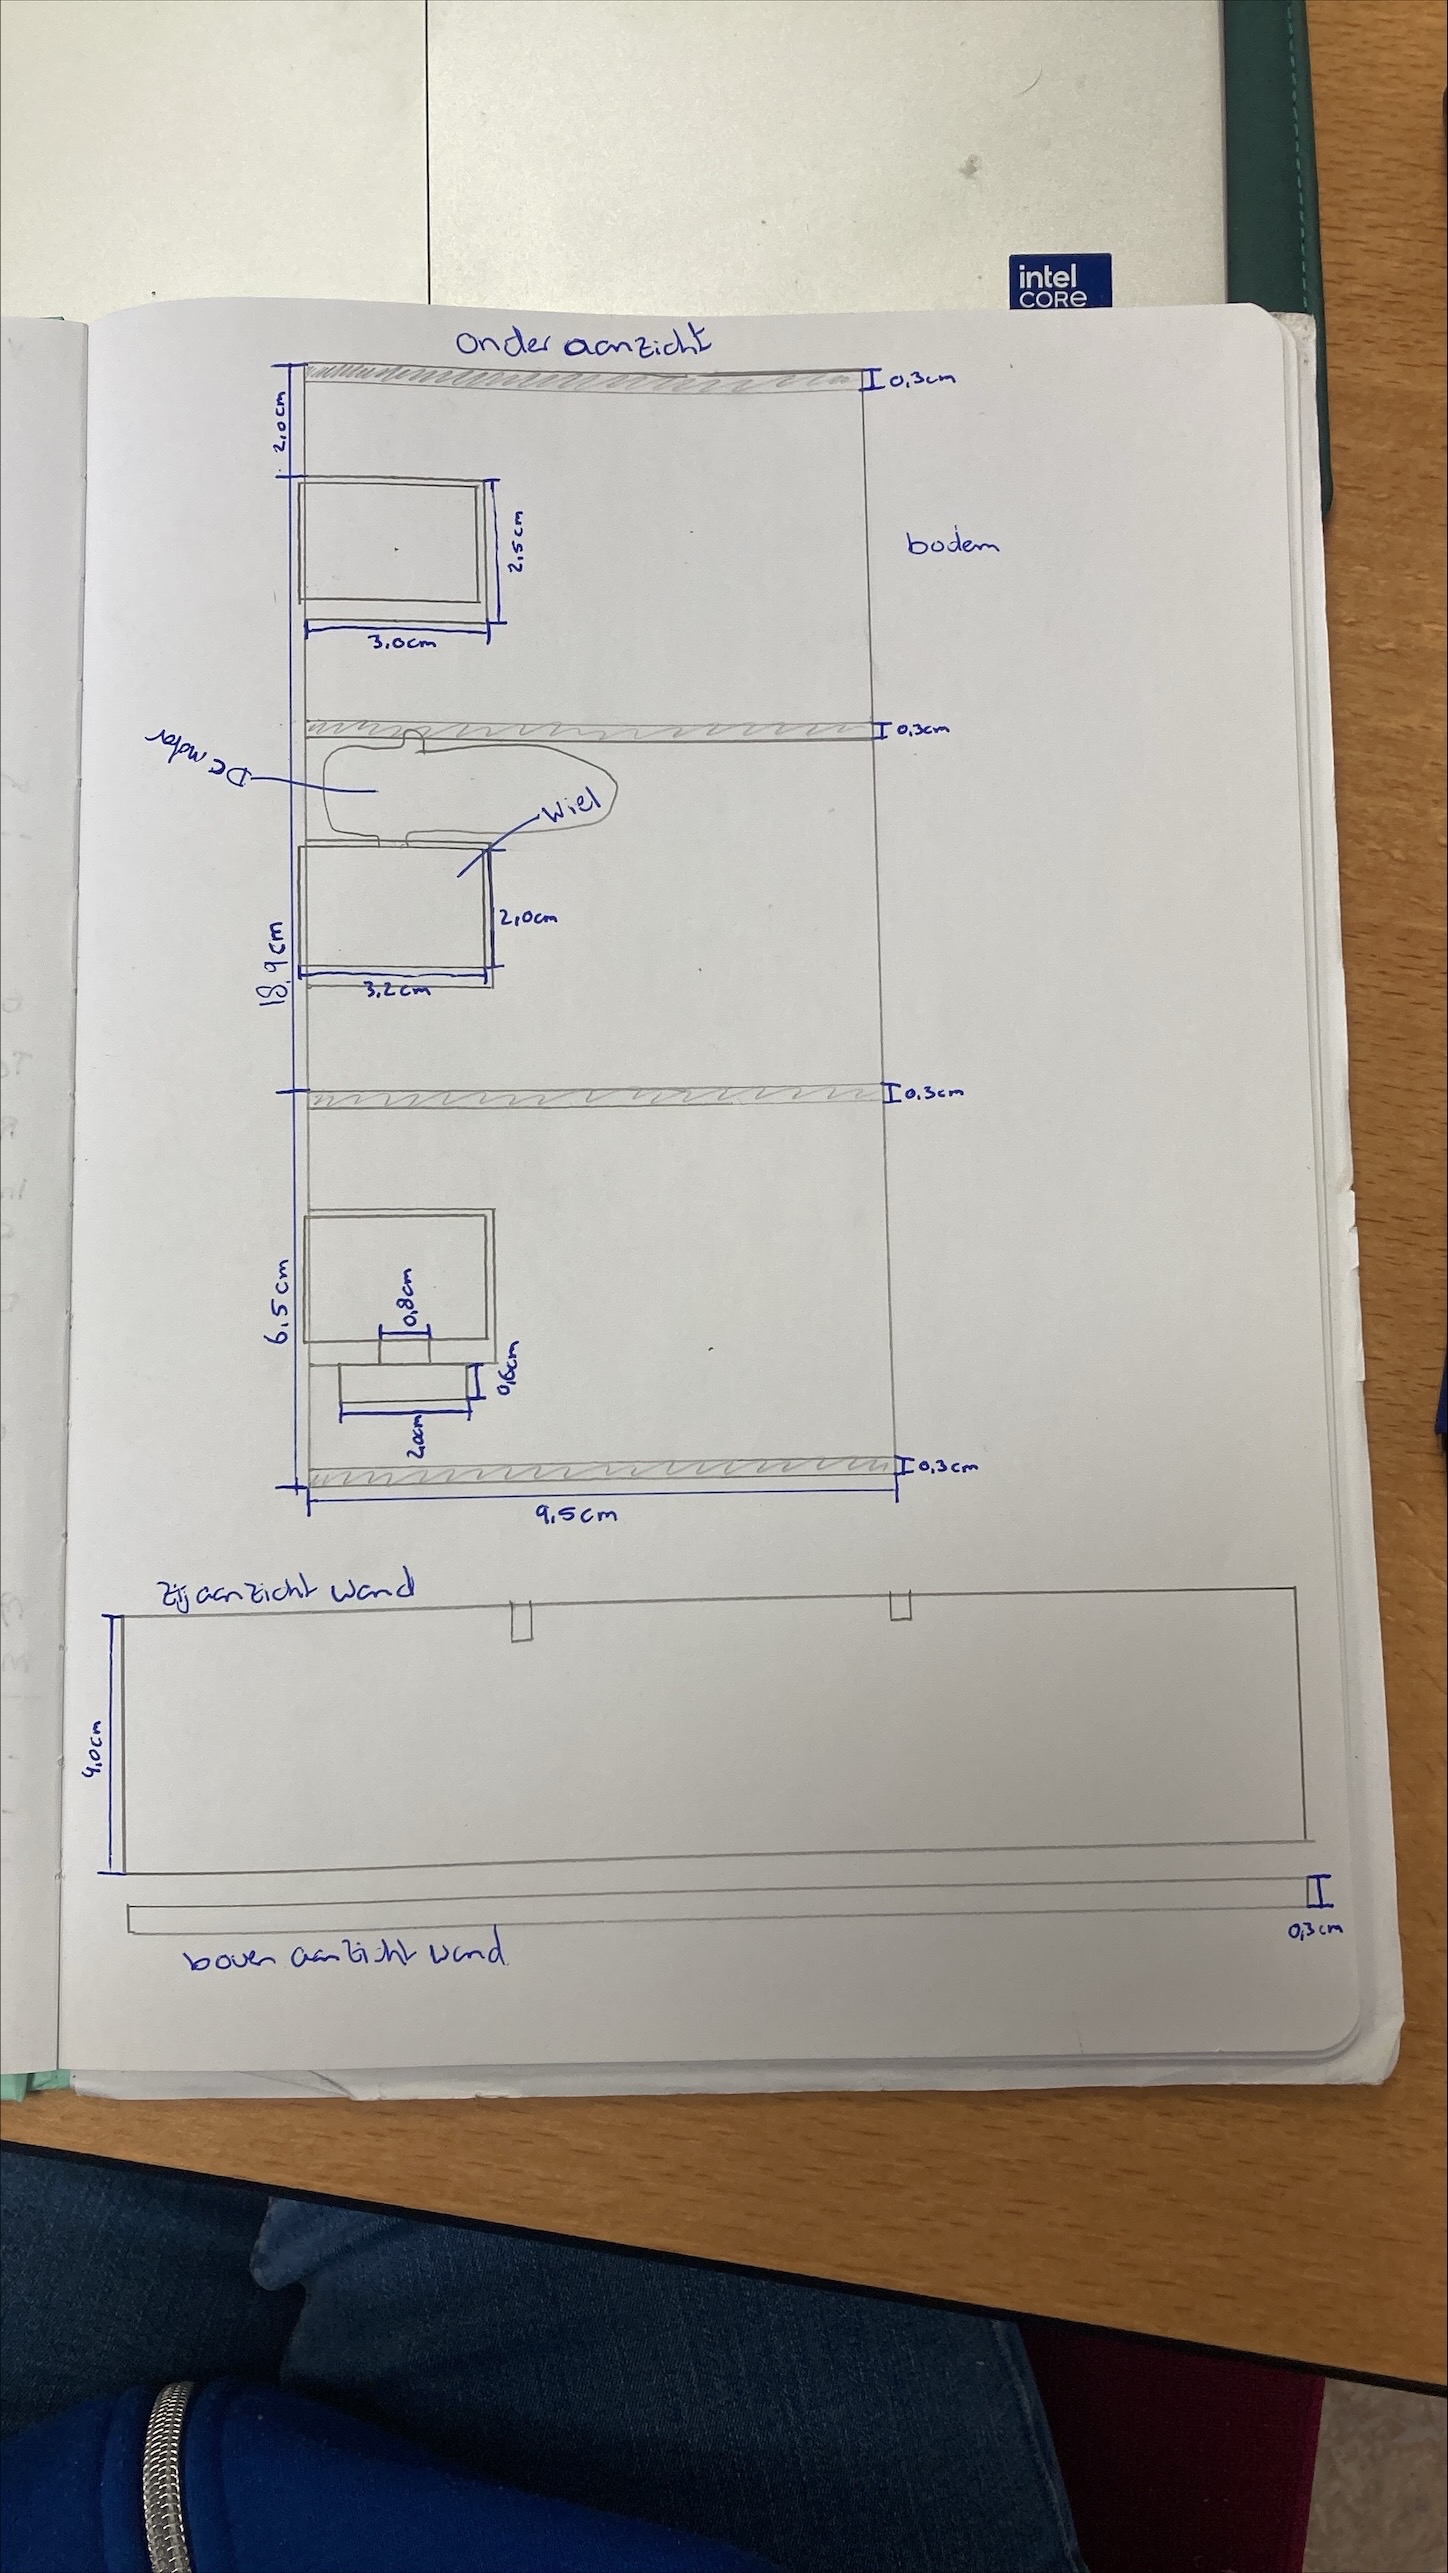 intel
CORE
onder aanzicht
0,3cm
2,0cm
2,5cm
bodem
3,0cm
0,3cm
DC motor
Wiel
2,0cm
18,9cm
3,2cm
0,3cm
0,8cm
6,5cm
0,6cm
2,0cm
0,3cm
9,5cm
zijaanzicht wand
4,0cm
0,3cm
boven aanzicht wand